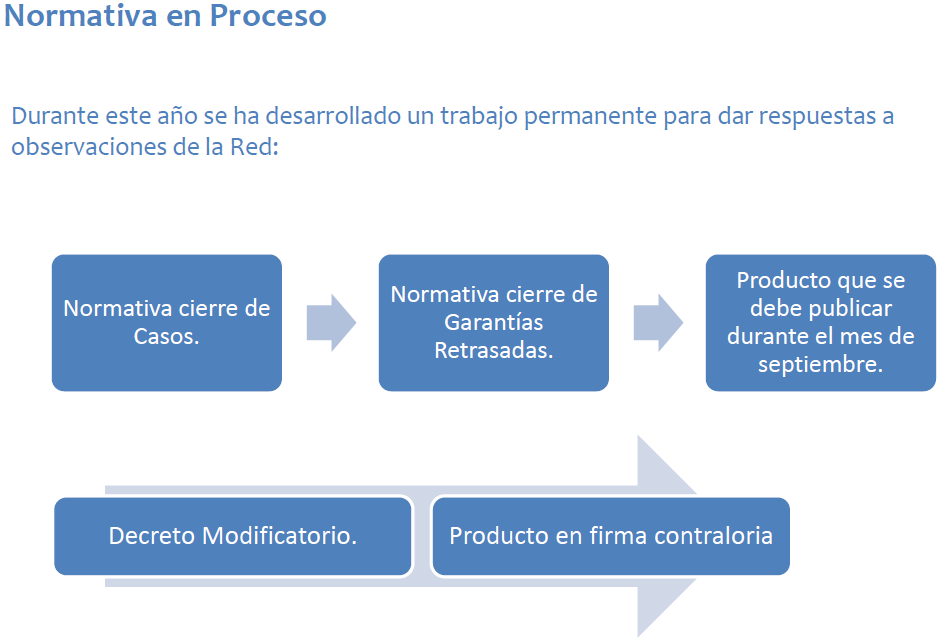 Normativa en Proceso
Durante este año se ha desarrollado un trabajo permanente para dar respuestas a
observaciones de la Red:
Normativa cierre de
Casos.
Normativa cierre de
Garantías
Retrasadas.
Producto que se
debe publicar
durante el mes de
septiembre.
Decreto Modificatorio.
Producto en firma contraloria